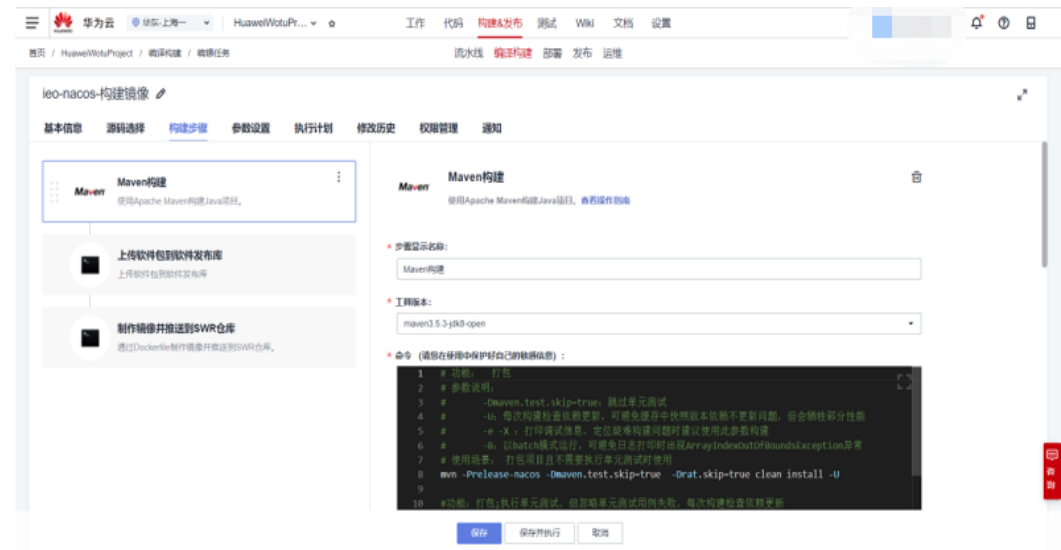 华为云 华东-上海一 HuaweiWotuPr... 工作 代码 构建&发布 测试 Wiki 文档 设置
HUAWEI
首页 / HuaweiWotuProject / 编译构建 / 编辑任务 流水线 编译构建 部署 发布 运维
ieo-nacos-构建镜像
基本信息 源码选择 构建步骤 参数设置 执行计划 修改历史 权限管理 通知
Maven Maven构建
使用Apache Maven构建Java项目。
上传软件包到软件发布库
上传软件包到软件发布库
制作镜像并推送到SWR仓库
通过Dockerfile制作镜像并推送到SWR仓库。
Maven Maven构建
使用Apache Maven构建Java项目。查看操作指南
* 步骤显示名称:
Maven构建
* 工具版本:
maven3.5.3-jdk8-open
* 命令 (请您在使用中保护好自己的敏感信息) :
1 # 功能: 打包
2 # 参数说明:
3 # -Dmaven.test.skip=true: 跳过单元测试
4 # -U: 每次构建检查依赖更新, 可避免缓存中快照版本依赖不更新问题, 但会牺牲部分性能
5 # -e -X : 打印调试信息, 定位疑难构建问题时建议使用此参数构建
6 # -B: 以batch模式运行, 可避免日志打印时出现ArrayIndexOutOfBoundsException异常
7 # 使用场景: 打包项目且不需要执行单元测试时使用
8 mvn -Prelease-nacos -Dmaven.test.skip=true -Drat.skip=true clean install -U
9
10 #功能: 打包;执行单元测试, 但忽略单元测试用例失败, 每次构建检查依赖更新
保存 保存并执行 取消
咨询